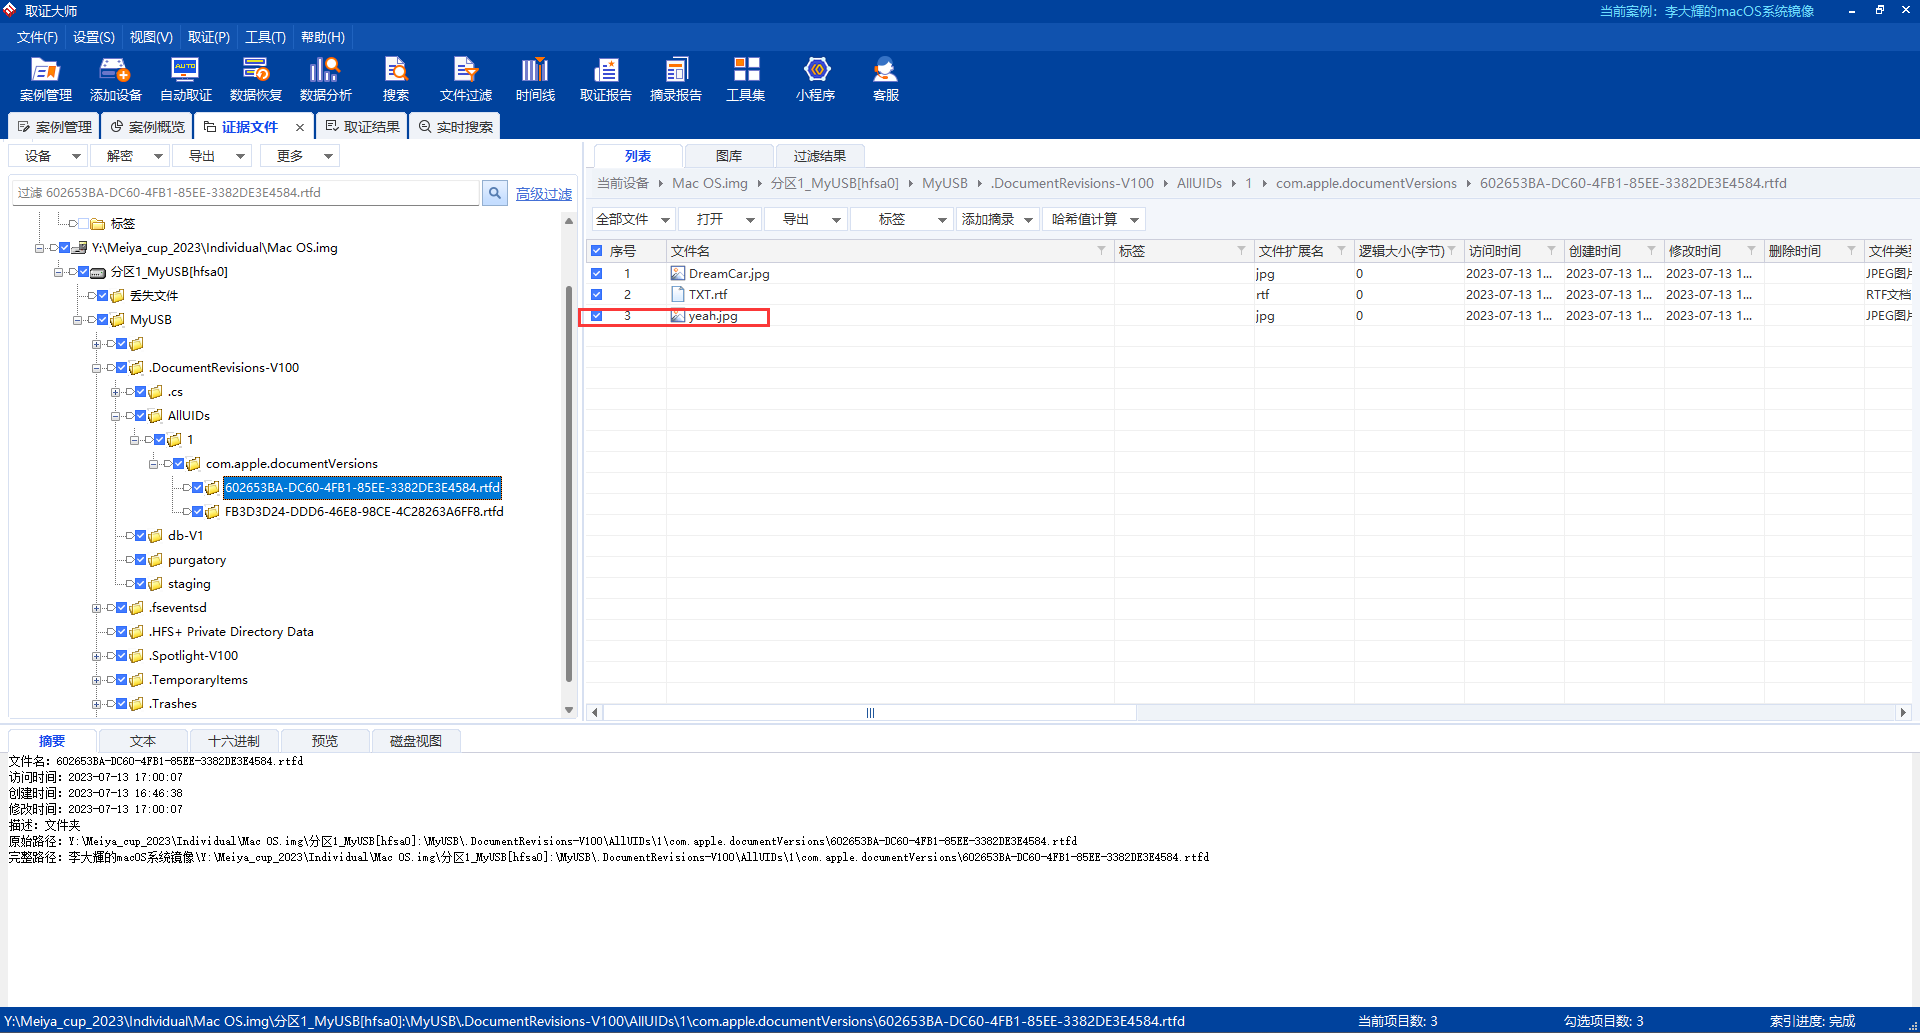 取证大师
当前案例：李大輝的macOS系统镜像
文件(F) 设置(S) 视图(V) 取证(P) 工具(T) 帮助(H)
案例管理 添加设备 自动取证 数据恢复 数据分析 搜索 文件过滤 时间线 取证报告 摘录报告 工具集 小程序 客服
案例管理 案例概览 证据文件 取证结果 实时搜索
设备 解密 导出 更多
过滤 602653BA-DC60-4FB1-85EE-3382DE3E4584.rtfd
高级过滤
标签
Y:\Meiya_cup_2023\Individual\Mac OS.img
分区1_MyUSB[hfsa0]
丢失文件
MyUSB
.DocumentRevisions-V100
.cs
AllUIDs
1
com.apple.documentVersions
602653BA-DC60-4FB1-85EE-3382DE3E4584.rtfd
FB3D3D24-DDD6-46E8-98CE-4C28263A6FF8.rtfd
db-V1
purgatory
staging
.fseventsd
.HFS+ Private Directory Data
.Spotlight-V100
.TemporaryItems
.Trashes
列表 图库 过滤结果
当前设备 Mac OS.img 分区1_MyUSB[hfsa0] MyUSB .DocumentRevisions-V100 AllUIDs 1 com.apple.documentVersions 602653BA-DC60-4FB1-85EE-3382DE3E4584.rtfd
全部文件 打开 导出 标签 添加摘录 哈希值计算
序号 文件名 标签 文件扩展名 逻辑大小(字节) 访问时间 创建时间 修改时间 删除时间 文件类型
1 DreamCar.jpg jpg 0 2023-07-13 1... 2023-07-13 1... 2023-07-13 1... JPEG图片
2 TXT.rtf rtf 0 2023-07-13 1... 2023-07-13 1... 2023-07-13 1... RTF文档
3 yeah.jpg jpg 0 2023-07-13 1... 2023-07-13 1... 2023-07-13 1... JPEG图片
摘要 文本 十六进制 预览 磁盘视图
文件名：602653BA-DC60-4FB1-85EE-3382DE3E4584.rtfd
访问时间：2023-07-13 17:00:07
创建时间：2023-07-13 16:46:38
修改时间：2023-07-13 17:00:07
描述：文件夹
原始路径：Y:\Meiya_cup_2023\Individual\Mac OS.img\分区1_MyUSB[hfsa0]:\MyUSB\.DocumentRevisions-V100\AllUIDs\1\com.apple.documentVersions\602653BA-DC60-4FB1-85EE-3382DE3E4584.rtfd
完整路径：李大輝的macOS系统镜像\Y:\Meiya_cup_2023\Individual\Mac OS.img\分区1_MyUSB[hfsa0]:\MyUSB\.DocumentRevisions-V100\AllUIDs\1\com.apple.documentVersions\602653BA-DC60-4FB1-85EE-3382DE3E4584.rtfd
Y:\Meiya_cup_2023\Individual\Mac OS.img\分区1_MyUSB[hfsa0]:\MyUSB\.DocumentRevisions-V100\AllUIDs\1\com.apple.documentVersions\602653BA-DC60-4FB1-85EE-3382DE3E4584.rtfd
当前项目数: 3 勾选项目数: 3 索引进度: 完成